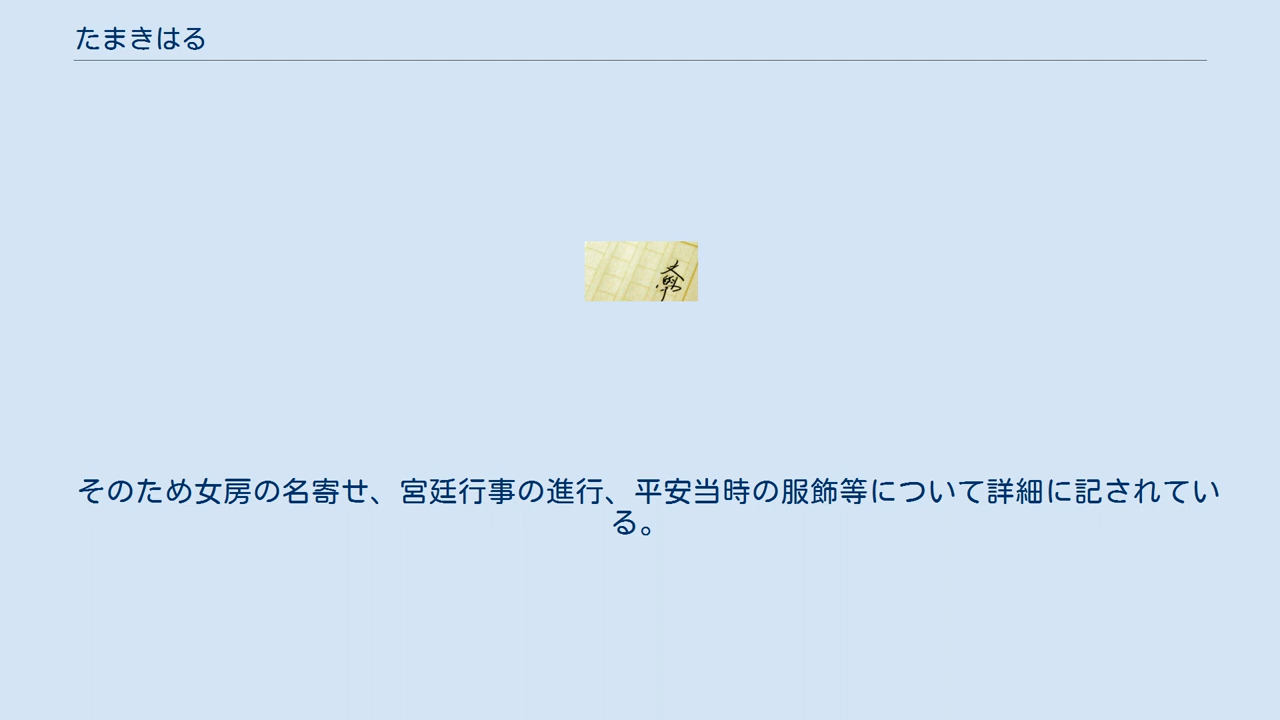 たまきはる
そのため女房の名寄せ、宮廷行事の進行、平安当時の服飾等について詳細に記されてい
る。